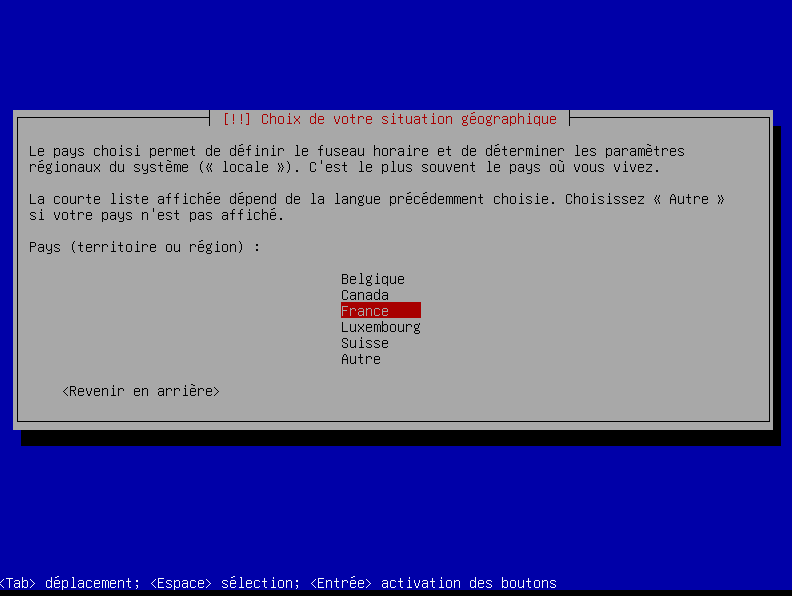 [!!] Choix de votre situation géographique
Le pays choisi permet de définir le fuseau horaire et de déterminer les paramètres
régionaux du système (« locale »). C'est le plus souvent le pays où vous vivez.
La courte liste affichée dépend de la langue précédemment choisie. Choisissez « Autre »
si votre pays n'est pas affiché.
Pays (territoire ou région) :
Belgique
Canada
France
Luxembourg
Suisse
Autre
<Revenir en arrière>
<Tab> déplacement; <Espace> sélection; <Entrée> activation des boutons